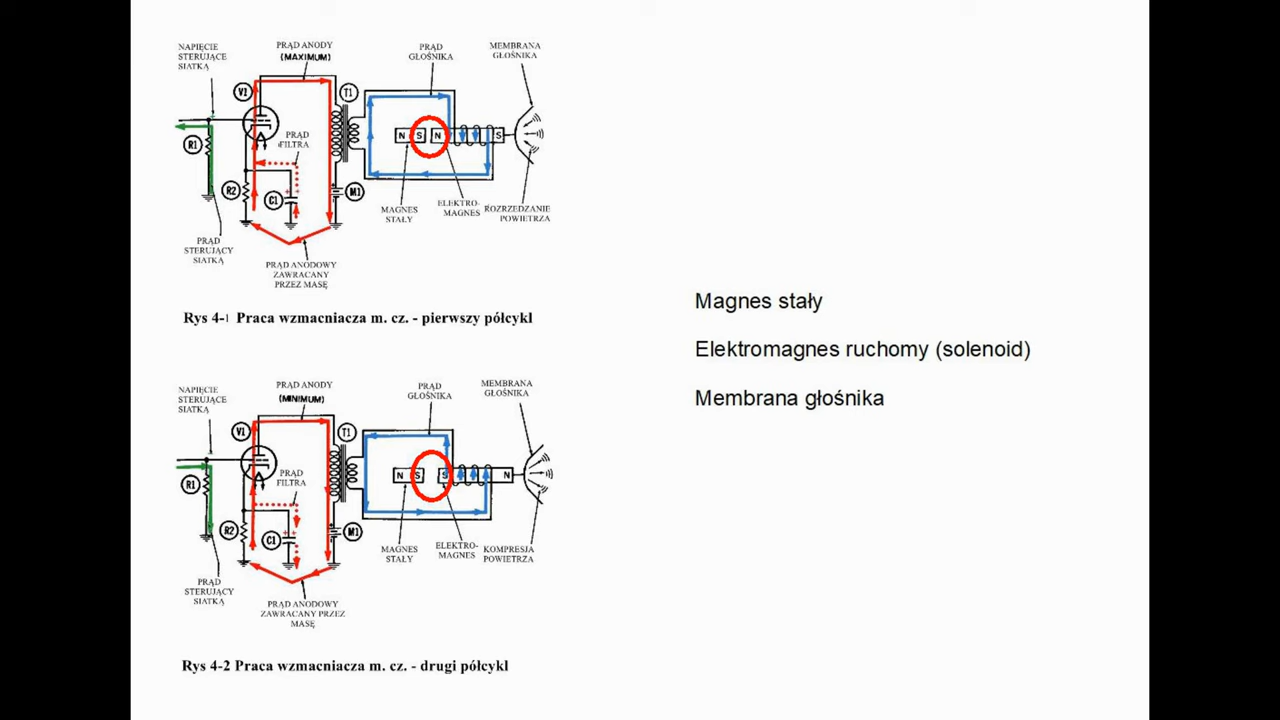 NAPIĘCIE
STERUJĄCE
SIATKĄ
PRĄD ANODY
(MAXIMUM)
PRĄD
GŁOŚNIKA
MEMBRANA
GŁOŚNIKA
V1
T1
R1
PRĄD
FILTRA
N S N S
R2
C1
M1
MAGNES
STAŁY
ELEKTRO-
MAGNES
ROZRZEDZANIE
POWIETRZA
PRĄD
STERUJĄCY
SIATKĄ
PRĄD ANODOWY
ZAWRACANY
PRZEZ MASĘ
Rys 4-1 Praca wzmacniacza m. cz. - pierwszy półcykl
NAPIĘCIE
STERUJĄCE
SIATKĄ
PRĄD ANODY
(MINIMUM)
PRĄD
GŁOŚNIKA
MEMBRANA
GŁOŚNIKA
V1
T1
R1
PRĄD
FILTRA
N S S N
R2
C1
M1
MAGNES
STAŁY
ELEKTRO-
MAGNES
KOMPRESJA
POWIETRZA
PRĄD
STERUJĄCY
SIATKĄ
PRĄD ANODOWY
ZAWRACANY PRZEZ
MASĘ
Rys 4-2 Praca wzmacniacza m. cz. - drugi półcykl
Magnes stały
Elektromagnes ruchomy (solenoid)
Membrana głośnika